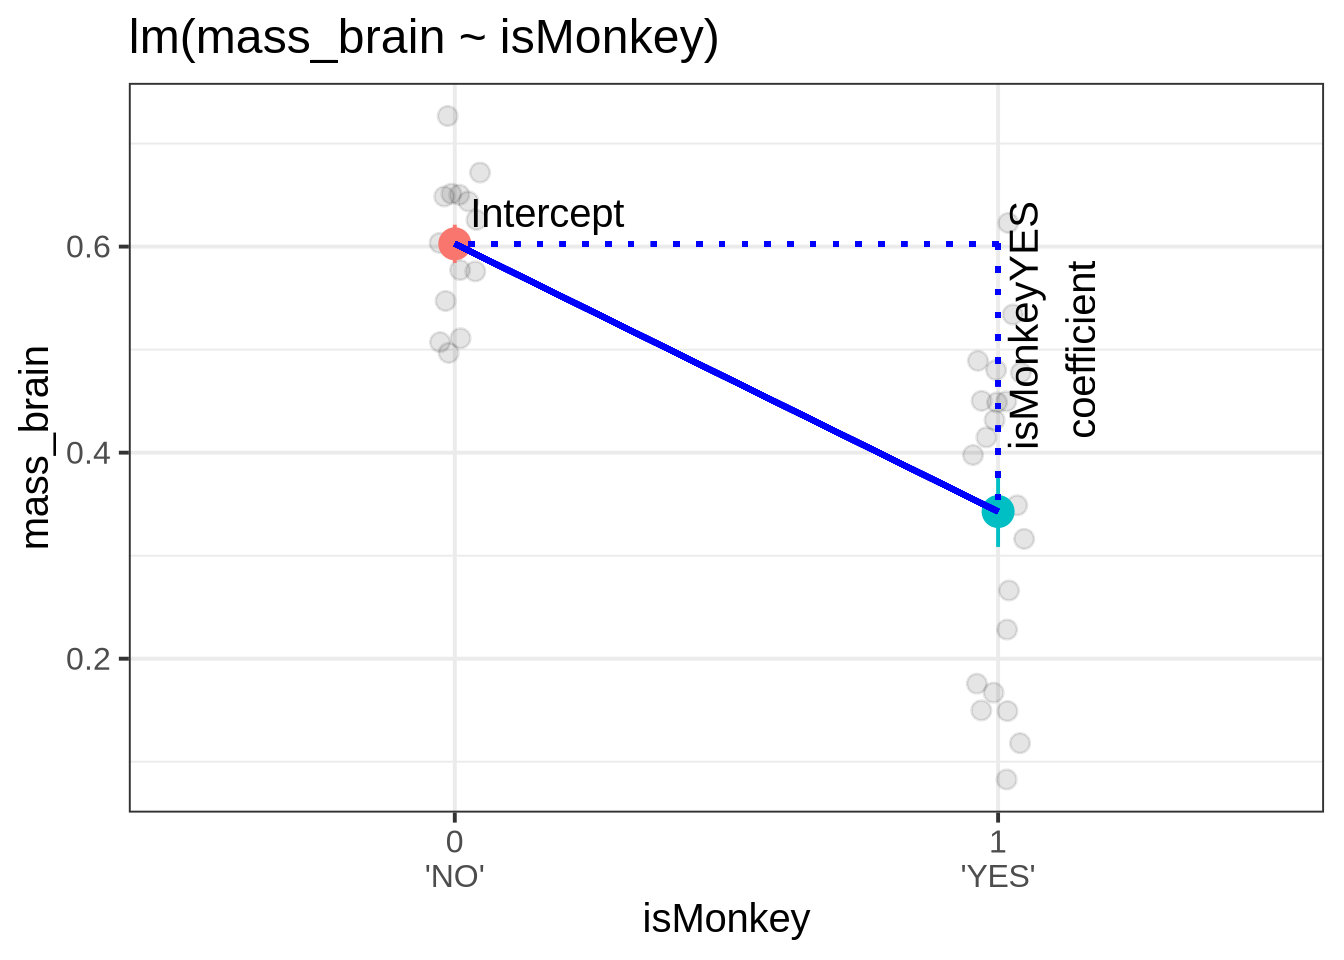 lm(mass_brain ~ isMonkey)
mass_brain
0.6
0.4
0.2
Intercept
isMonkeyYES
coefficient
0
'NO'
1
'YES'
isMonkey